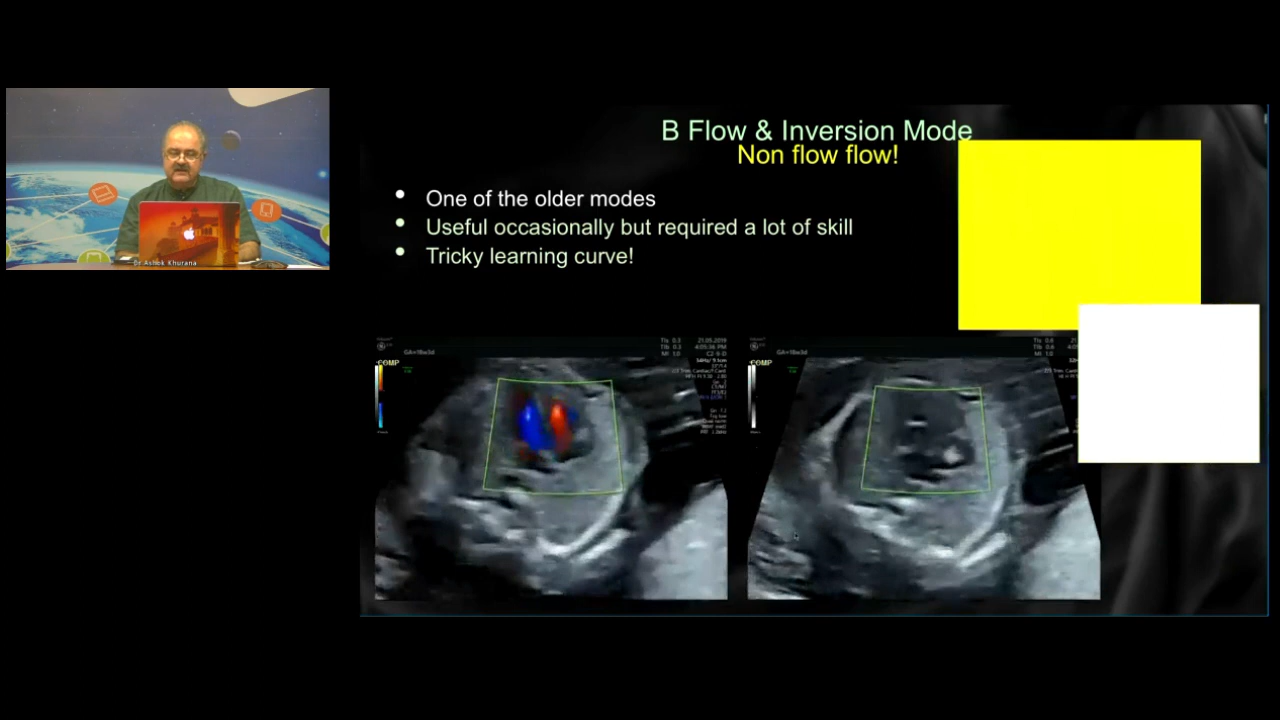 B Flow & Inversion Mode
Non flow flow!
• One of the older modes
• Useful occasionally but required a lot of skill
• Tricky learning curve!
Dr Ashok Khurana
COMP
COMP